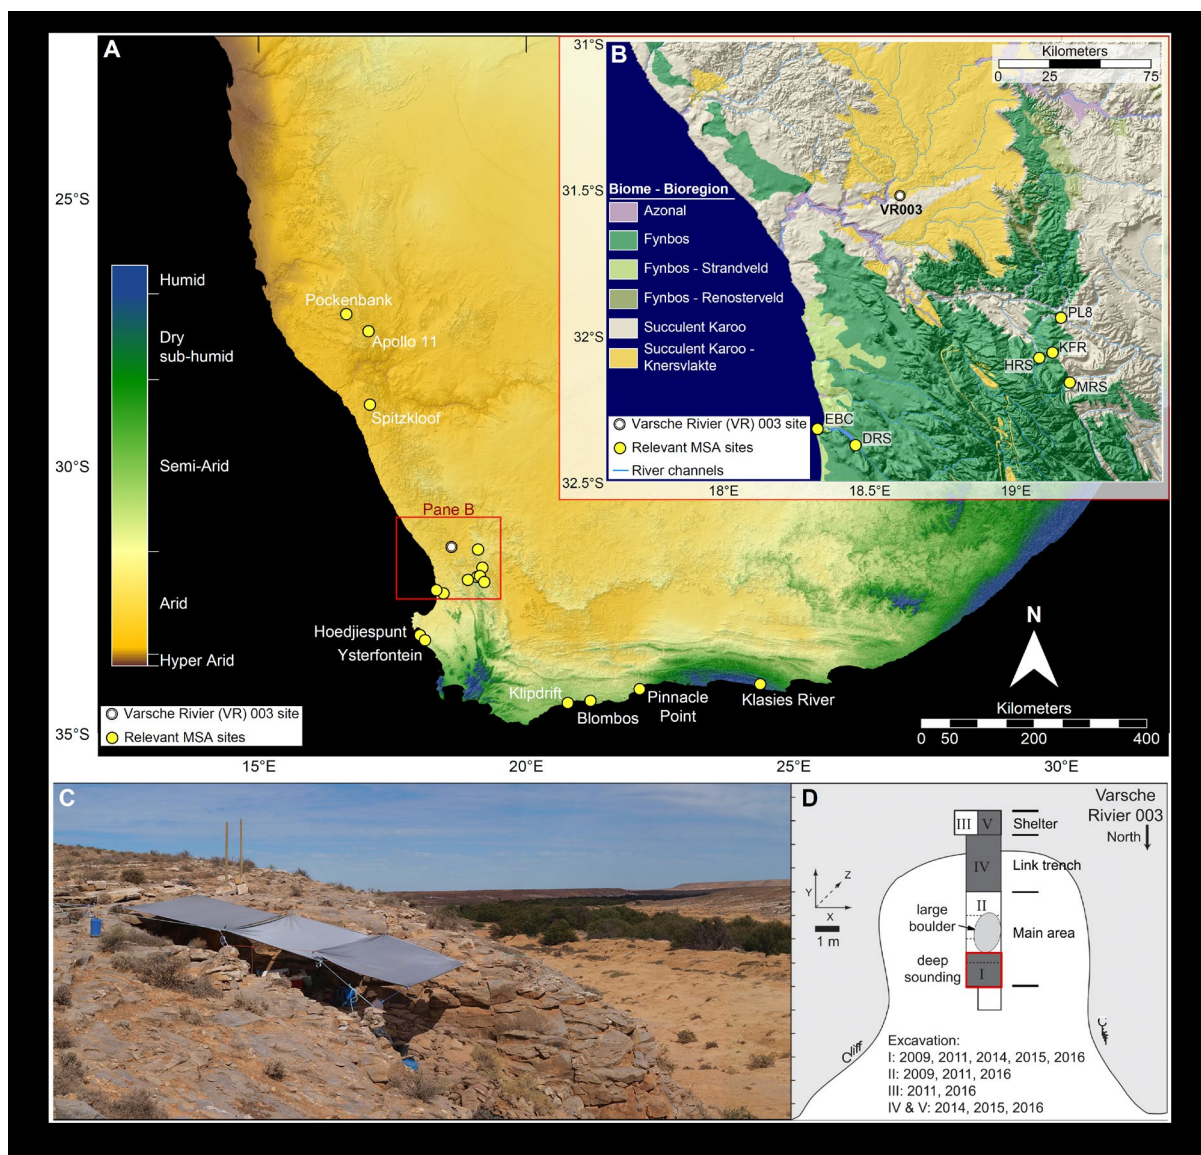 A
25°S
30°S
35°S
15°E
20°E
25°E
30°E
Humid
Dry
sub-humid
Semi-Arid
Arid
Hyper Arid
Pockenbank
Apollo 11
Spitzkloof
Pane B
Hoedjiespunt
Ysterfontein
Klipdrift
Blombos
Pinnacle
Point
Klasies River
Varsche Rivier (VR) 003 site
Relevant MSA sites
N
Kilometers
0 50 200 400
B
31°S
31.5°S
32°S
32.5°S
18°E
18.5°E
19°E
Kilometers
0 25 75
Biome - Bioregion
Azonal
Fynbos
Fynbos - Strandveld
Fynbos - Renosterveld
Succulent Karoo
Succulent Karoo -
Knersvlakte
Varsche Rivier (VR) 003 site
Relevant MSA sites
River channels
VR003
PL8
KFR
HRS
MRS
EBC
DRS
C
D
Varsche
Rivier 003
North
III
V
Shelter
IV
Link trench
II
large
boulder
Main area
deep
sounding
I
Y
Z
X
1 m
Cliff
Cliff
Excavation:
I: 2009, 2011, 2014, 2015, 2016
II: 2009, 2011, 2016
III: 2011, 2016
IV & V: 2014, 2015, 2016